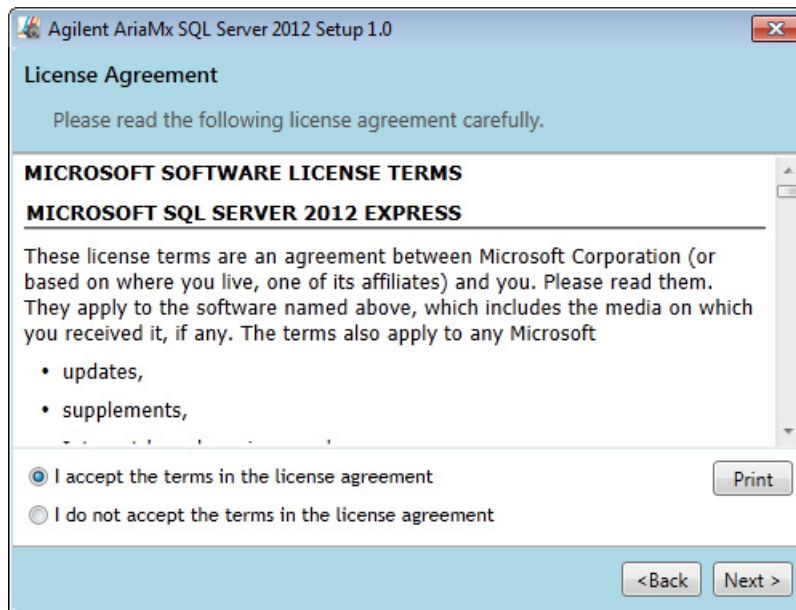 Agilent AriaMx SQL Server 2012 Setup 1.0
License Agreement
Please read the following license agreement carefully.
MICROSOFT SOFTWARE LICENSE TERMS
MICROSOFT SQL SERVER 2012 EXPRESS
These license terms are an agreement between Microsoft Corporation (or
based on where you live, one of its affiliates) and you. Please read them.
They apply to the software named above, which includes the media on which
you received it, if any. The terms also apply to any Microsoft
• updates,
• supplements,
I accept the terms in the license agreement
Print
I do not accept the terms in the license agreement
<Back
Next >